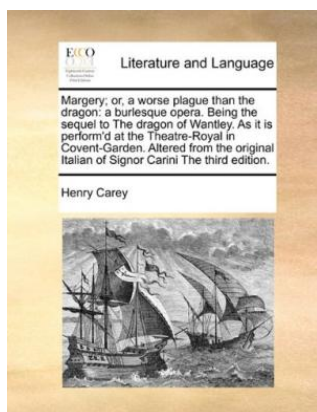 ECCO
Literature and Language
Margery; or, a worse plague than the
dragon: a burlesque opera. Being the
sequel to The dragon of Wantley. As it is
perform'd at the Theatre-Royal in
Covent-Garden. Altered from the original
Italian of Signor Carini The third edition.
Henry Carey